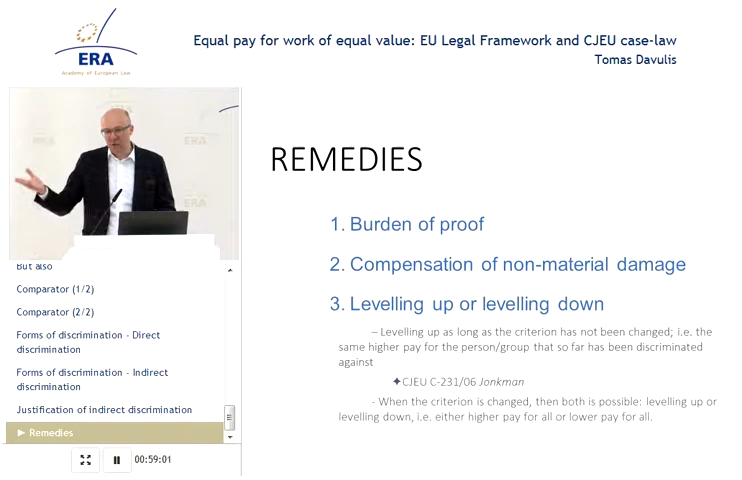 Equal pay for work of equal value: EU Legal Framework and CJEU case-law
Tomas Davulis
ERA
Academy of European Law
ERA
ERA
ERA
REMEDIES
1. Burden of proof
2. Compensation of non-material damage
3. Levelling up or levelling down
– Levelling up as long as the criterion has not been changed; i.e. the
same higher pay for the person/group that so far has been discriminated
against
✦CJEU C-231/06 Jonkman
- When the criterion is changed, then both is possible: levelling up or
levelling down, i.e. either higher pay for all or lower pay for all.
But also
Comparator (1/2)
Comparator (2/2)
Forms of discrimination - Direct
discrimination
Forms of discrimination - Indirect
discrimination
Justification of indirect discrimination
► Remedies
00:59:01